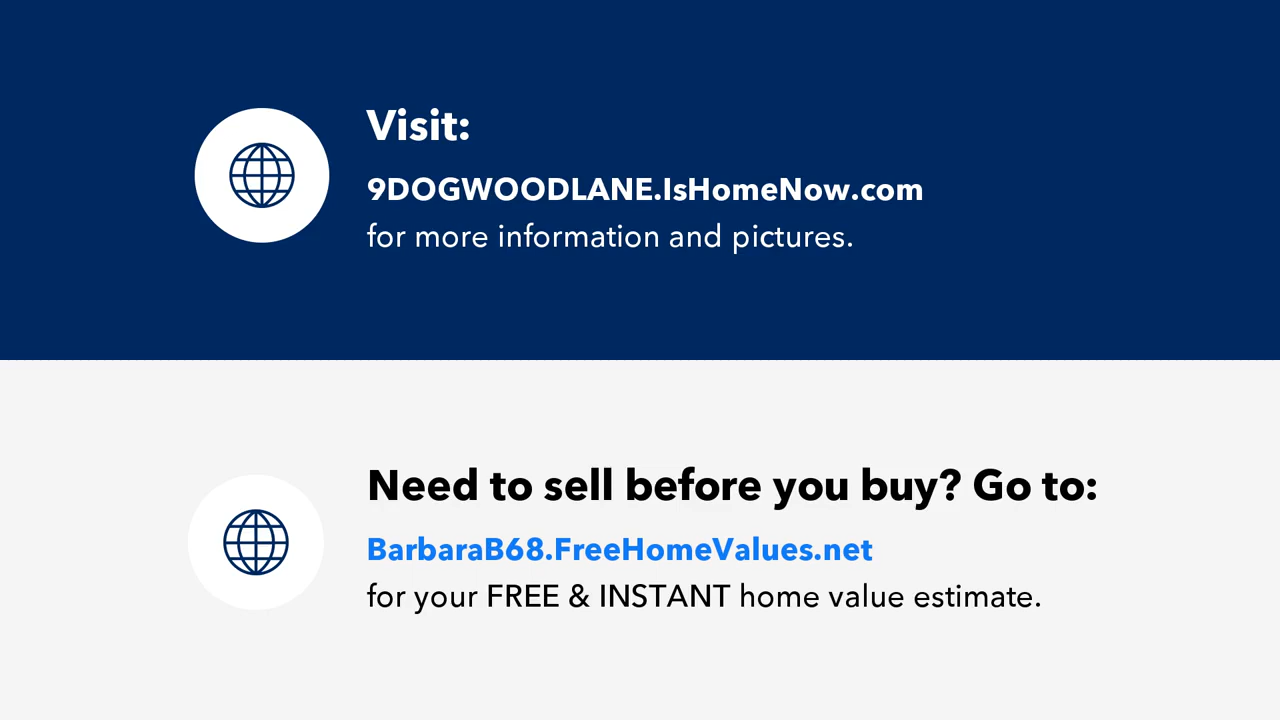 Visit:
9DOGWOODLANE.IsHomeNow.com
for more information and pictures.
Need to sell before you buy? Go to:
BarbaraB68.FreeHomeValues.net
for your FREE & INSTANT home value estimate.